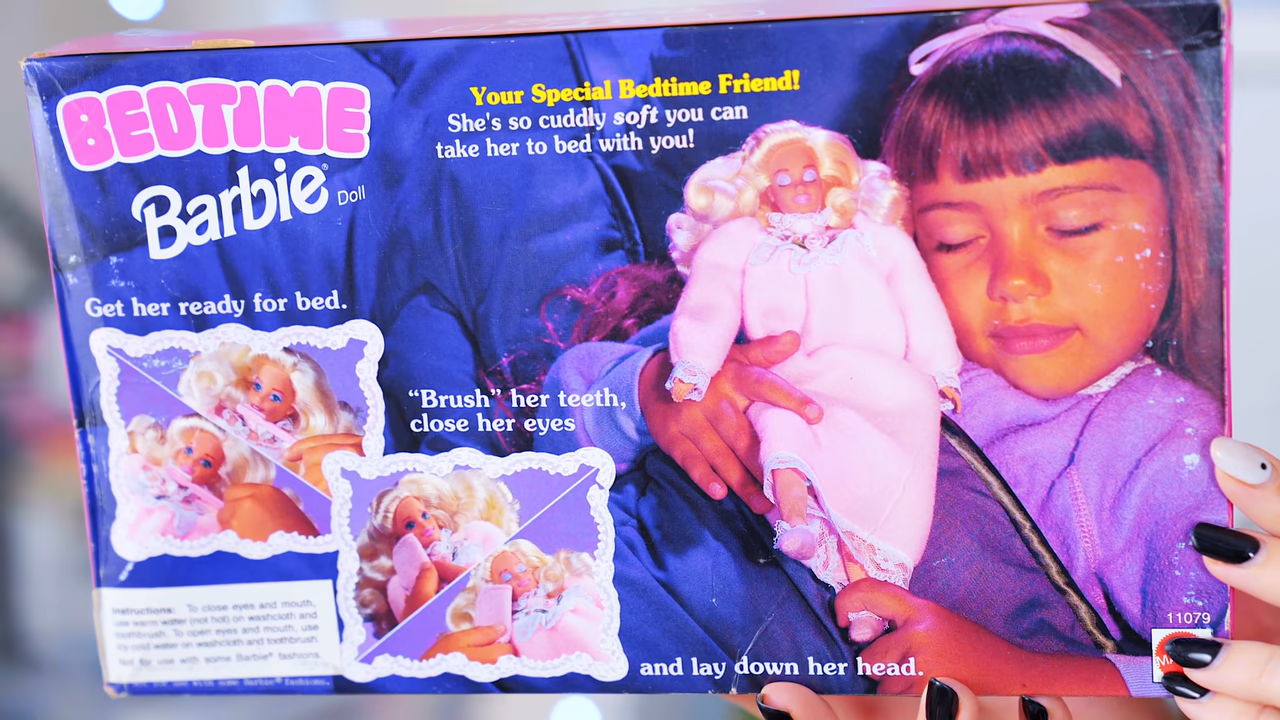 BEDTIME
Barbie® Doll
Your Special Bedtime Friend!
She's so cuddly soft you can
take her to bed with you!
Get her ready for bed.
“Brush” her teeth,
close her eyes
and lay down her head.
Instructions: To close eyes and mouth,
use warm water (not hot) on washcloth and
toothbrush. To open eyes and mouth, use
icy cold water on washcloth and toothbrush.
Not for use with some Barbie® fashions.
11079